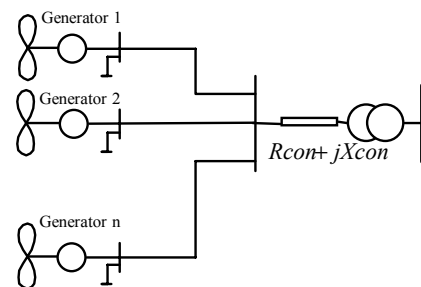 Generator 1
Generator 2
Rcon+ jXcon
Generator n